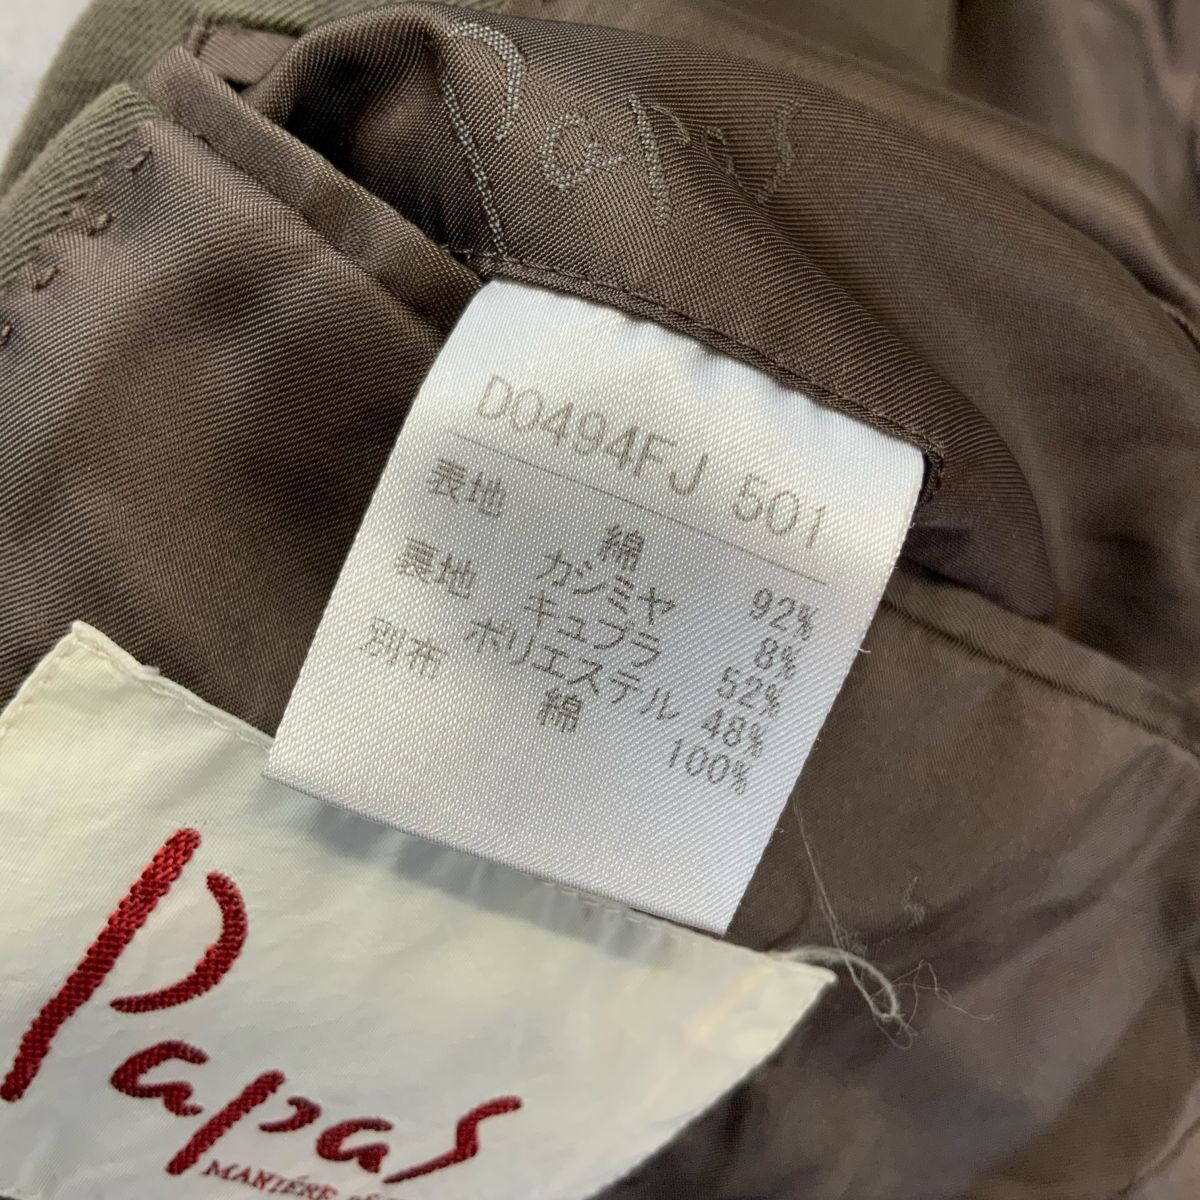 Papas
D0494FJ 501
表地 綿 92%
カシミヤ 8%
裏地 キュプラ 52%
ポリエステル 48%
別布 綿 100%
Papas
MANIÉRE